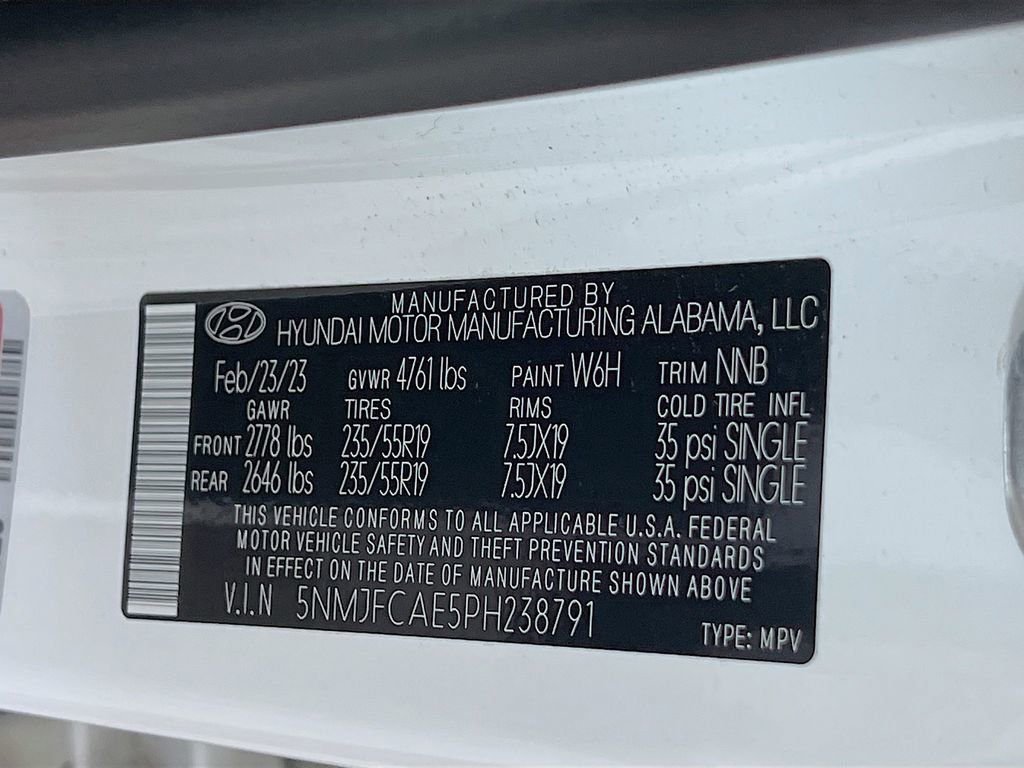 MANUFACTURED BY
HYUNDAI MOTOR MANUFACTURING ALABAMA, LLC
Feb/23/23 GVWR 4761 lbs PAINT W6H TRIM NNB
GAWR TIRES RIMS COLD TIRE INFL
FRONT 2778 lbs 235/55R19 7.5JX19 35 psi SINGLE
REAR 2646 lbs 235/55R19 7.5JX19 35 psi SINGLE
THIS VEHICLE CONFORMS TO ALL APPLICABLE U.S.A. FEDERAL
MOTOR VEHICLE SAFETY AND THEFT PREVENTION STANDARDS
IN EFFECT ON THE DATE OF MANUFACTURE SHOWN ABOVE
V.I.N 5NMJFCAE5PH238791
TYPE: MPV